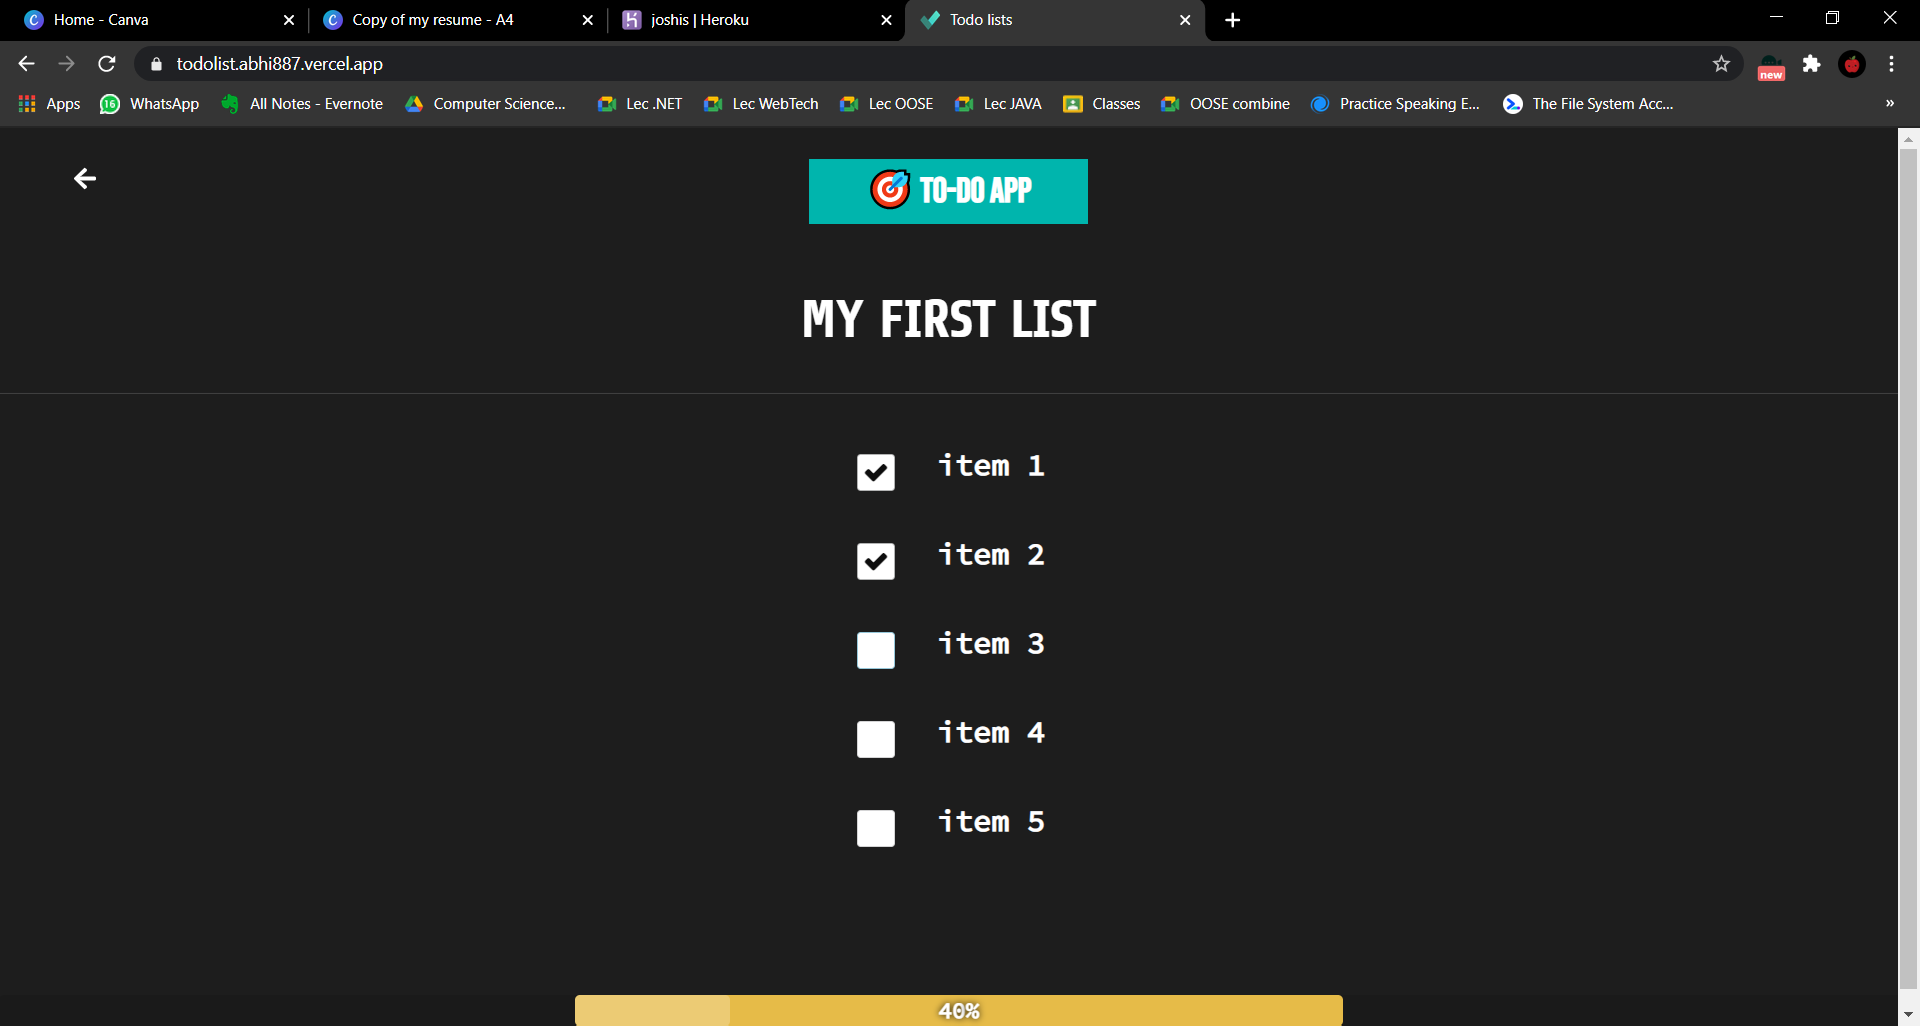 Home - Canva
Copy of my resume - A4
joshis | Heroku
Todo lists
todolist.abhi887.vercel.app
new
Apps
16
WhatsApp
All Notes - Evernote
Computer Science...
Lec .NET
Lec WebTech
Lec OOSE
Lec JAVA
Classes
OOSE combine
Practice Speaking E...
The File System Acc...
»
TO-DO APP
MY FIRST LIST
item 1
item 2
item 3
item 4
item 5
40%